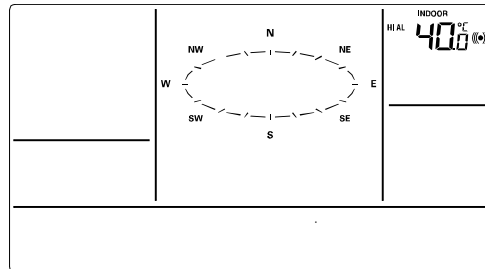 INDOOR
HI AL 40.0 °C
N
NW NE
W E
SW SE
S